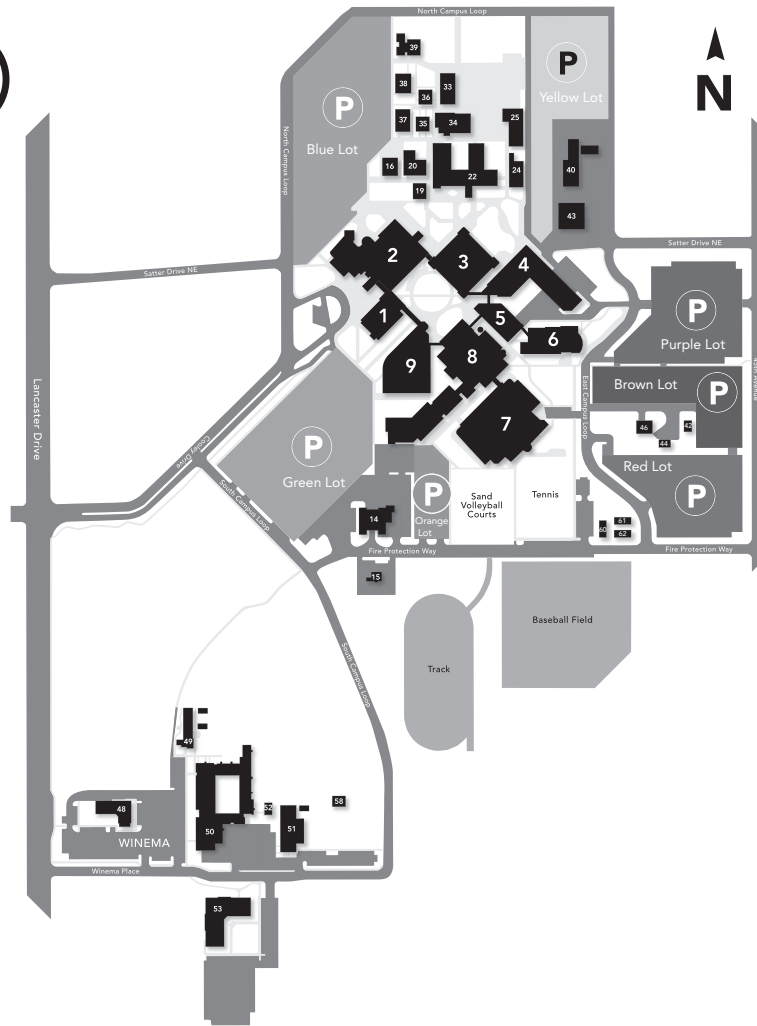 North Campus Loop
39
P
N
38
33
36
Yellow Lot
P
37
35
34
25
Blue Lot
North Campus Loop
16
20
22
24
40
19
43
Satter Drive NE
2
3
4
Satter Drive NE
1
5
P
6
Purple Lot
8
9
45th Avenue
Brown Lot
P
Lancaster Drive
East Campus Loop
7
46
42
44
P
Green Lot
Cooley Drive
Red Lot
P
P
Orange
Lot
Sand
Volleyball
Courts
Tennis
South Campus Loop
14
60
61
62
Fire Protection Way
Fire Protection Way
15
Baseball Field
Track
South Campus Loop
49
48
50
52
58
51
WINEMA
Winema Place
53